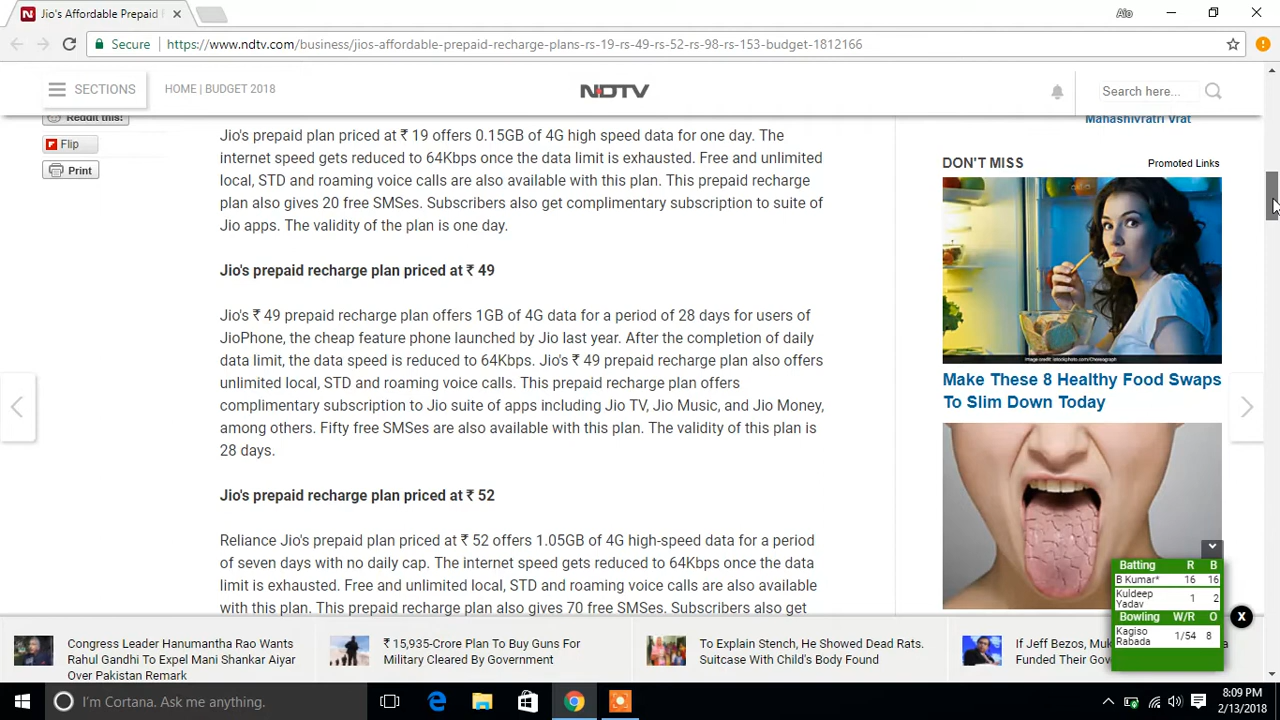 Jio's Affordable Prepaid
Aio
Secure
https://www.ndtv.com/business/jios-affordable-prepaid-recharge-plans-rs-19-rs-49-rs-52-rs-98-rs-153-budget-1812166
SECTIONS
HOME | BUDGET 2018
NDTV
Search here...
Reddit this!
Flip
Print
Jio's prepaid plan priced at ₹ 19 offers 0.15GB of 4G high speed data for one day. The
internet speed gets reduced to 64Kbps once the data limit is exhausted. Free and unlimited
local, STD and roaming voice calls are also available with this plan. This prepaid recharge
plan also gives 20 free SMSes. Subscribers also get complimentary subscription to suite of
Jio apps. The validity of the plan is one day.
Jio's prepaid recharge plan priced at ₹ 49
Jio's ₹ 49 prepaid recharge plan offers 1GB of 4G data for a period of 28 days for users of
JioPhone, the cheap feature phone launched by Jio last year. After the completion of daily
data limit, the data speed is reduced to 64Kbps. Jio's ₹ 49 prepaid recharge plan also offers
unlimited local, STD and roaming voice calls. This prepaid recharge plan offers
complimentary subscription to Jio suite of apps including Jio TV, Jio Music, and Jio Money,
among others. Fifty free SMSes are also available with this plan. The validity of this plan is
28 days.
Jio's prepaid recharge plan priced at ₹ 52
Reliance Jio's prepaid plan priced at ₹ 52 offers 1.05GB of 4G high-speed data for a period
of seven days with no daily cap. The internet speed gets reduced to 64Kbps once the data
limit is exhausted. Free and unlimited local, STD and roaming voice calls are also available
with this plan. This prepaid recharge plan also gives 70 free SMSes. Subscribers also get
Mahashivratri Vrat
DON'T MISS
Promoted Links
Make These 8 Healthy Food Swaps
To Slim Down Today
Batting R B
B Kumar* 16 16
Kuldeep
Yadav 1 2
Bowling W/R O
Kagiso
Rabada 1/54 8
X
Congress Leader Hanumantha Rao Wants
Rahul Gandhi To Expel Mani Shankar Aiyar
Over Pakistan Remark
Military Cleared By Government
To Explain Stench, He Showed Dead Rats.
Suitcase With Child's Body Found
If Jeff Bezos,
Funded Their
I'm Cortana. Ask me anything.
8:09 PM
2/13/2018